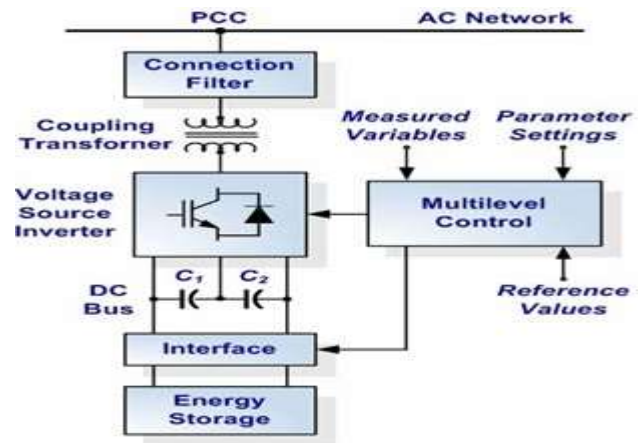 PCC
AC Network
Connection
Filter
Coupling
Transforner
Measured
Variables
Parameter
Settings
Voltage
Source
Inverter
Multilevel
Control
C1
C2
DC
Bus
Reference
Values
Interface
Energy
Storage